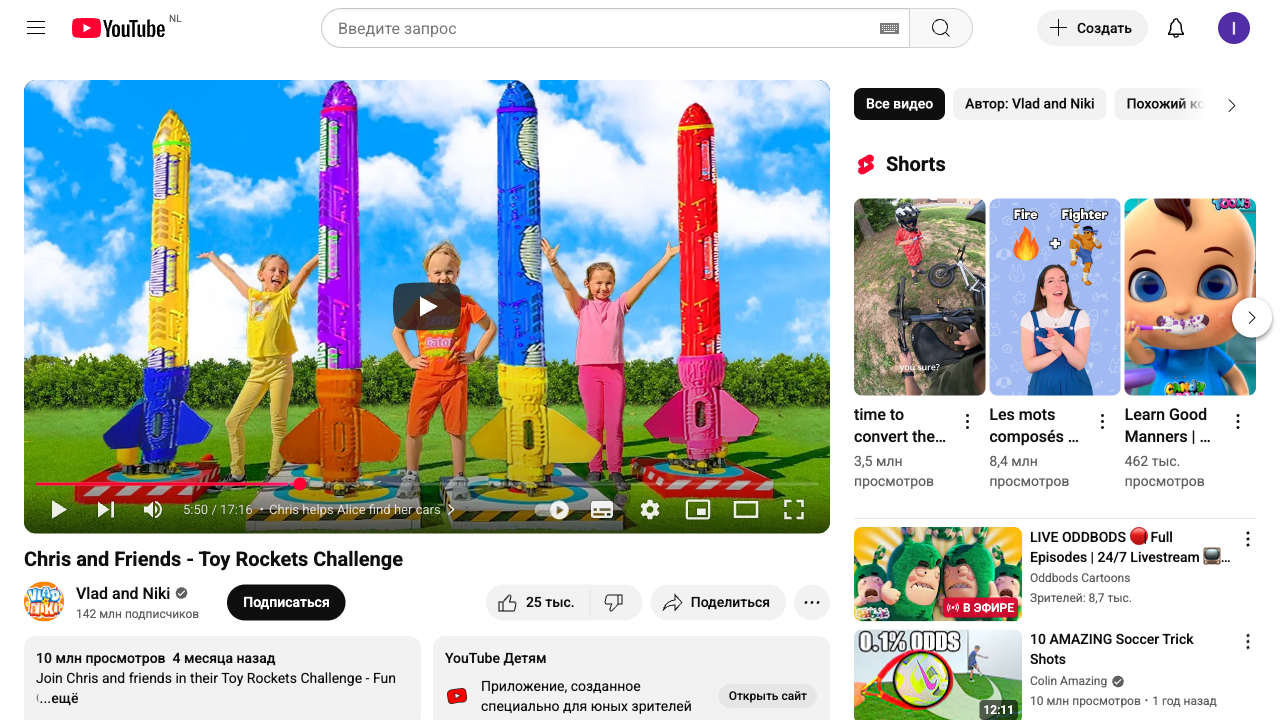 YouTube NL
Введите запрос
Создать
I
5:50 / 17:16 • Chris helps Alice find her cars
Chris and Friends - Toy Rockets Challenge
Vlad and Niki
142 млн подписчиков
Подписаться
25 тыс.
Поделиться
10 млн просмотров 4 месяца назад
Join Chris and friends in their Toy Rockets Challenge - Fun
...ещё
YouTube Детям
Приложение, созданное
специально для юных зрителей
Открыть сайт
Все видео
Автор: Vlad and Niki
Похожий
Shorts
you sure?
Fire + Fighter
time to
convert the...
3,5 млн
просмотров
Les mots
composés ...
8,4 млн
просмотров
Learn Good
Manners | ...
462 тыс.
просмотров
В ЭФИРЕ
LIVE ODDBODS 🔴 Full
Episodes | 24/7 Livestream 📺...
Oddbods Cartoons
Зрителей: 8,7 тыс.
0.1% ODDS
12:11
10 AMAZING Soccer Trick
Shots
Colin Amazing
10 млн просмотров • 1 год назад